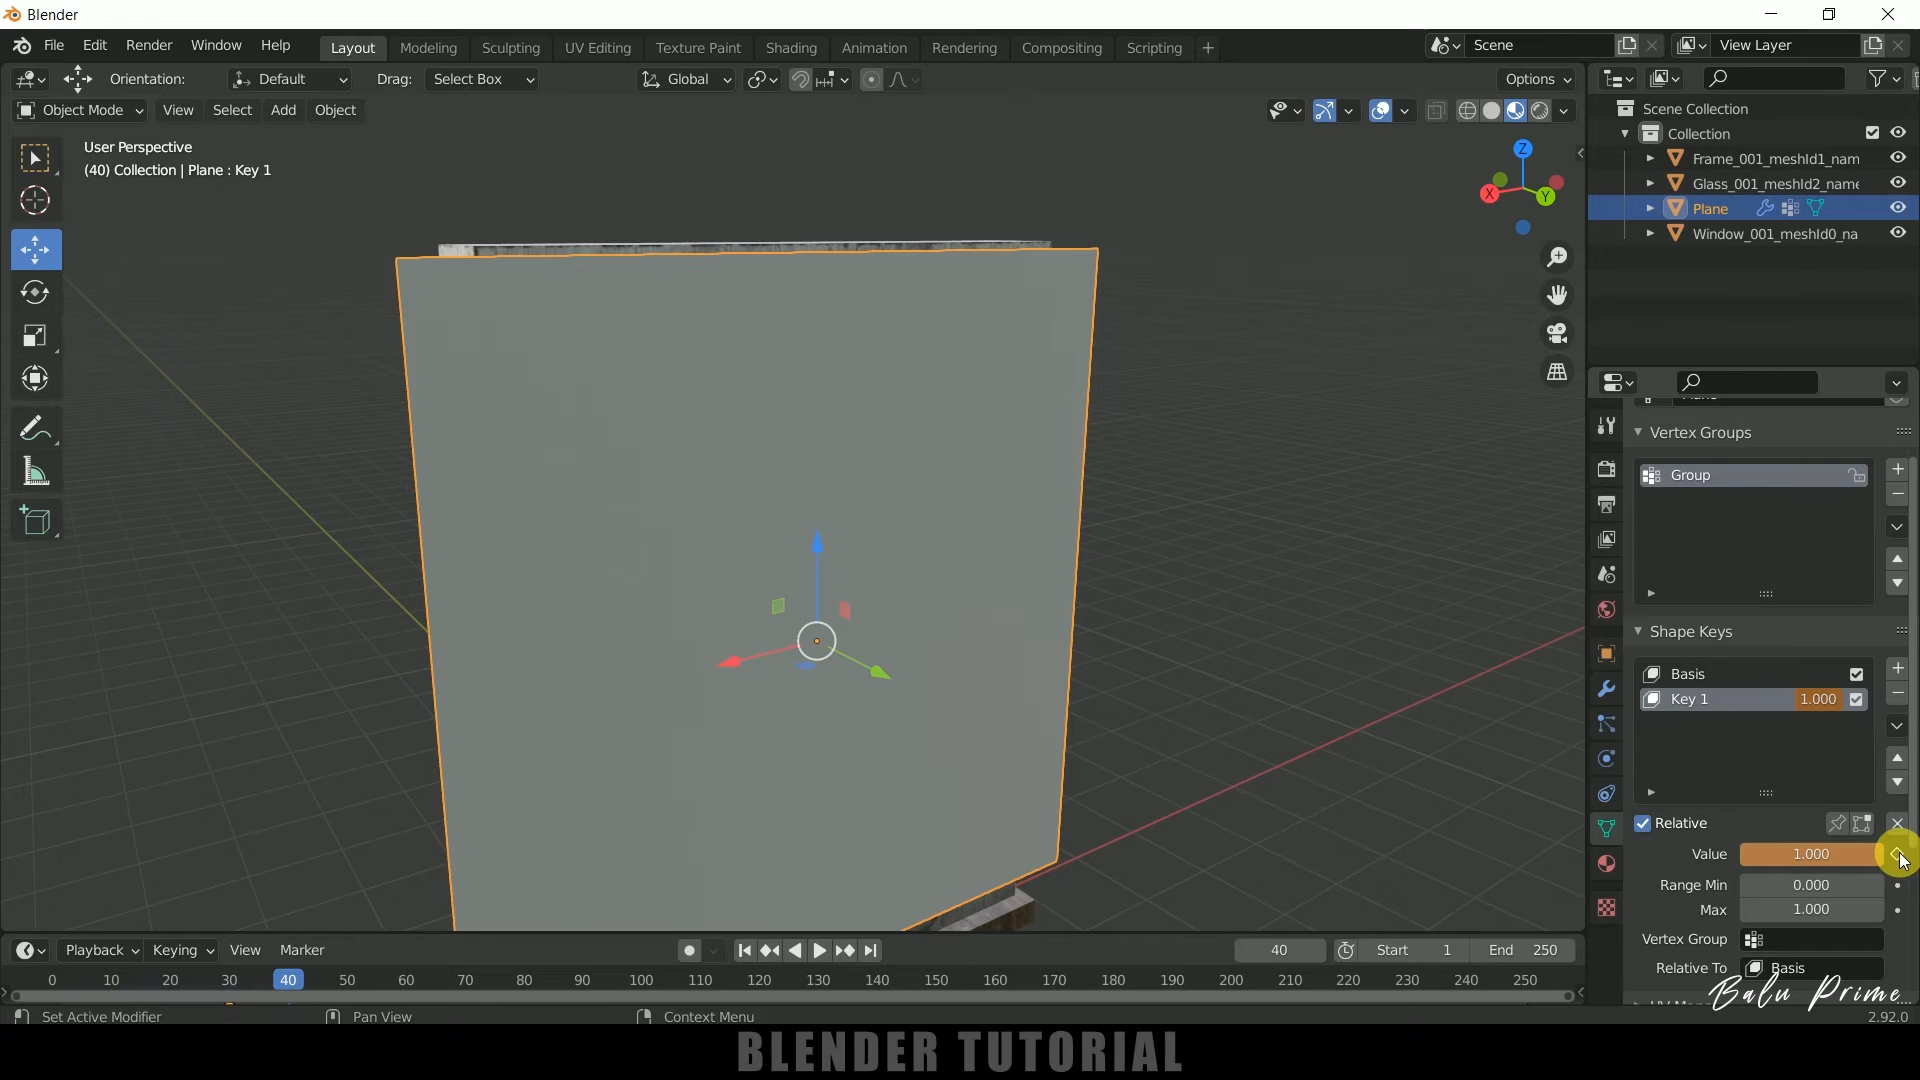 Blender
File Edit Render Window Help
Layout Modeling Sculpting UV Editing Texture Paint Shading Animation Rendering Compositing Scripting +
Scene
View Layer
Orientation: Default Drag: Select Box
Global
Options
Object Mode View Select Add Object
User Perspective
(40) Collection | Plane : Key 1
Z
X
Y
Scene Collection
Collection
Frame_001_meshId1_nam
Glass_001_meshId2_name
Plane
Window_001_meshId0_na
Vertex Groups
Group
Shape Keys
Basis
Key 1 1.000
Relative
Value 1.000
Range Min 0.000
Max 1.000
Vertex Group
Relative To Basis
Balu Prime
Playback Keying View Marker
40 Start 1 End 250
0 10 20 30 40 50 60 70 80 90 100 110 120 130 140 150 160 170 180 190 200 210 220 230 240 250
Set Active Modifier Pan View Context Menu
2.92.0
BLENDER TUTORIAL